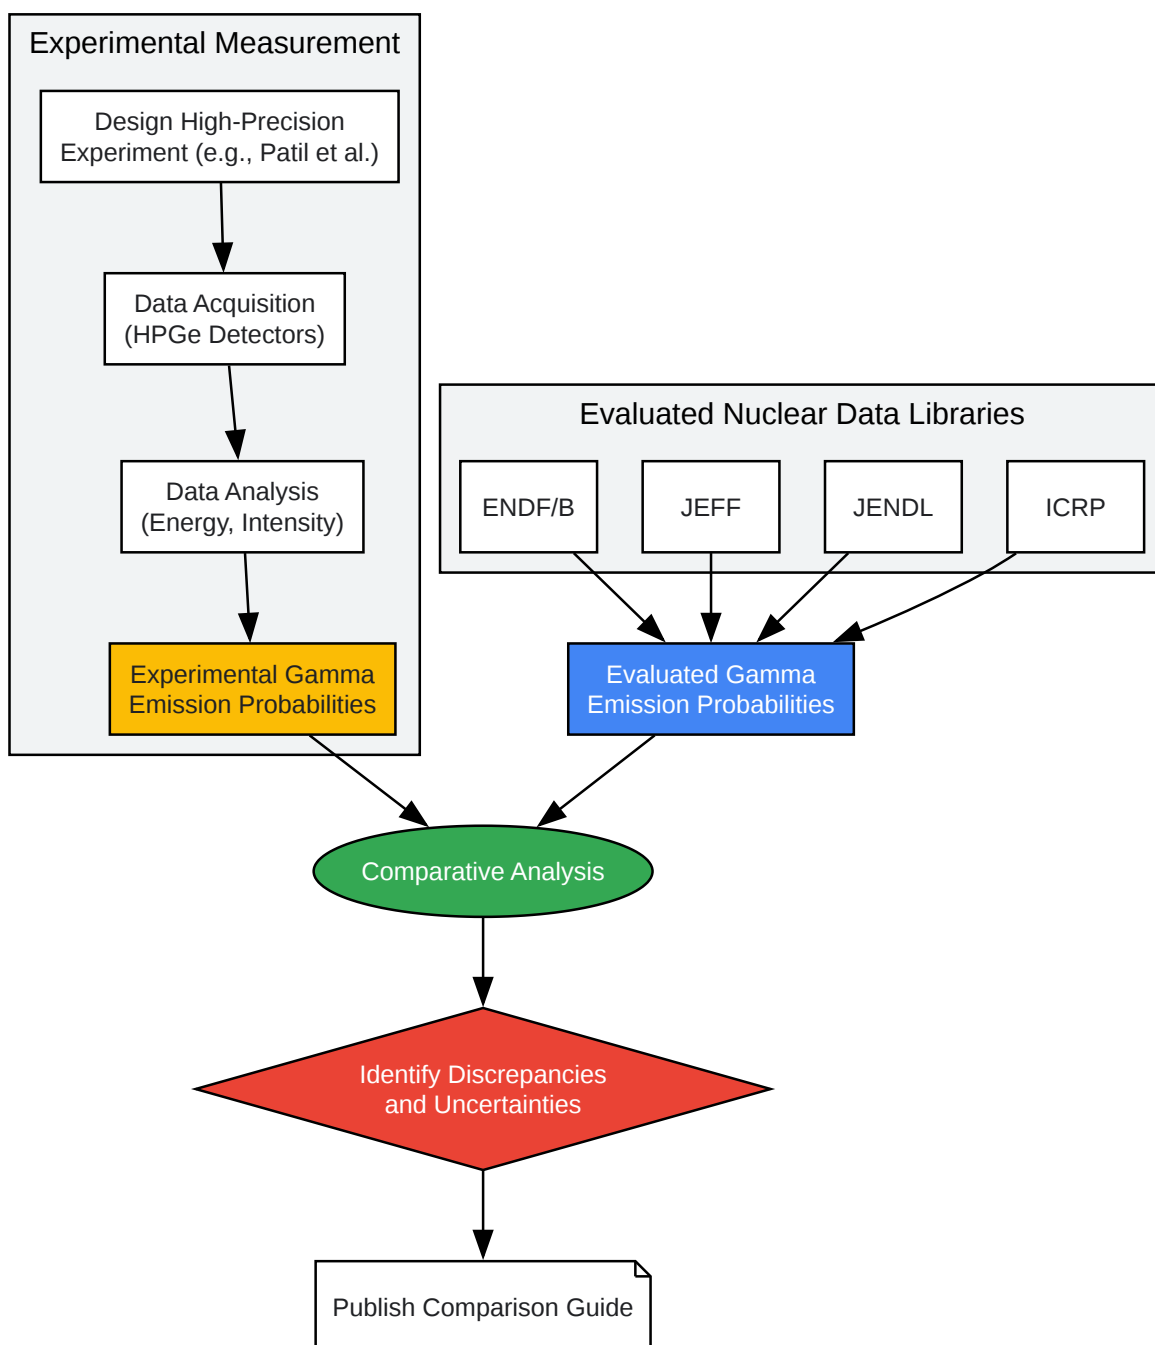 Experimental Measurement
Design High-Precision
Experiment (e.g., Patil et al.)
Data Acquisition
(HPGe Detectors)
Data Analysis
(Energy, Intensity)
Experimental Gamma
Emission Probabilities
Evaluated Nuclear Data Libraries
ENDF/B
JEFF
JENDL
ICRP
Evaluated Gamma
Emission Probabilities
Comparative Analysis
Identify Discrepancies
and Uncertainties
Publish Comparison Guide